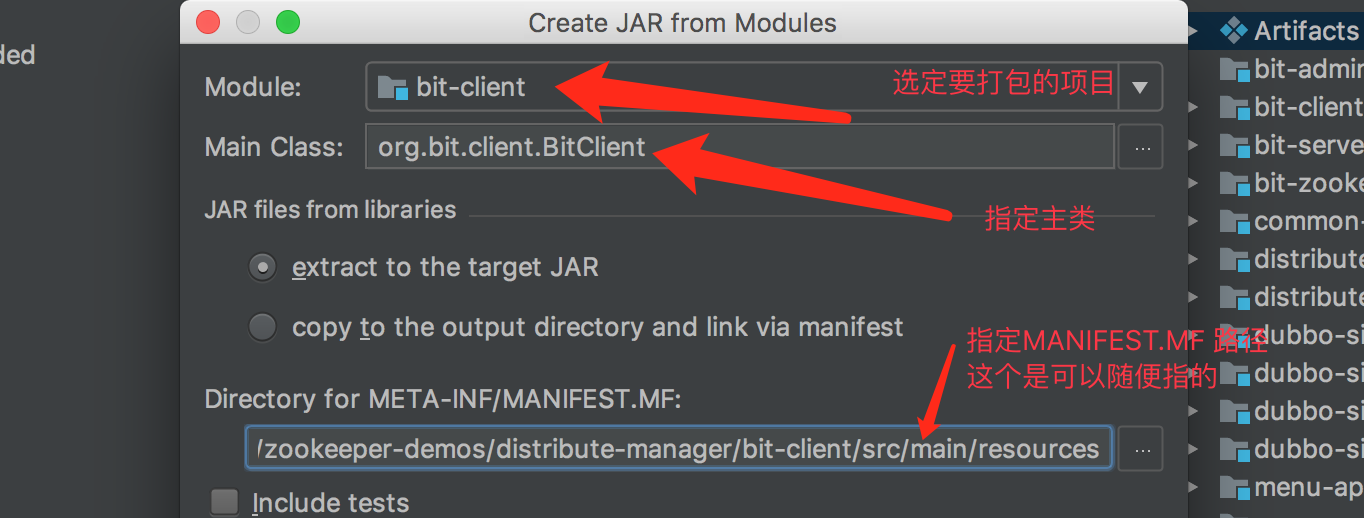 Create JAR from Modules
ded
Module:
bit-client
选定要打包的项目
Main Class:
org.bit.client.BitClient
...
指定主类
JAR files from libraries
extract to the target JAR
copy to the output directory and link via manifest
指定MANIFEST.MF 路径
这个是可以随便指的
Directory for META-INF/MANIFEST.MF:
/zookeeper-demos/distribute-manager/bit-client/src/main/resources
...
Include tests
Artifacts
bit-admin
bit-client
bit-serve
bit-zooke
common-
distribute
distribute
dubbo-si
dubbo-si
dubbo-si
dubbo-si
menu-ap